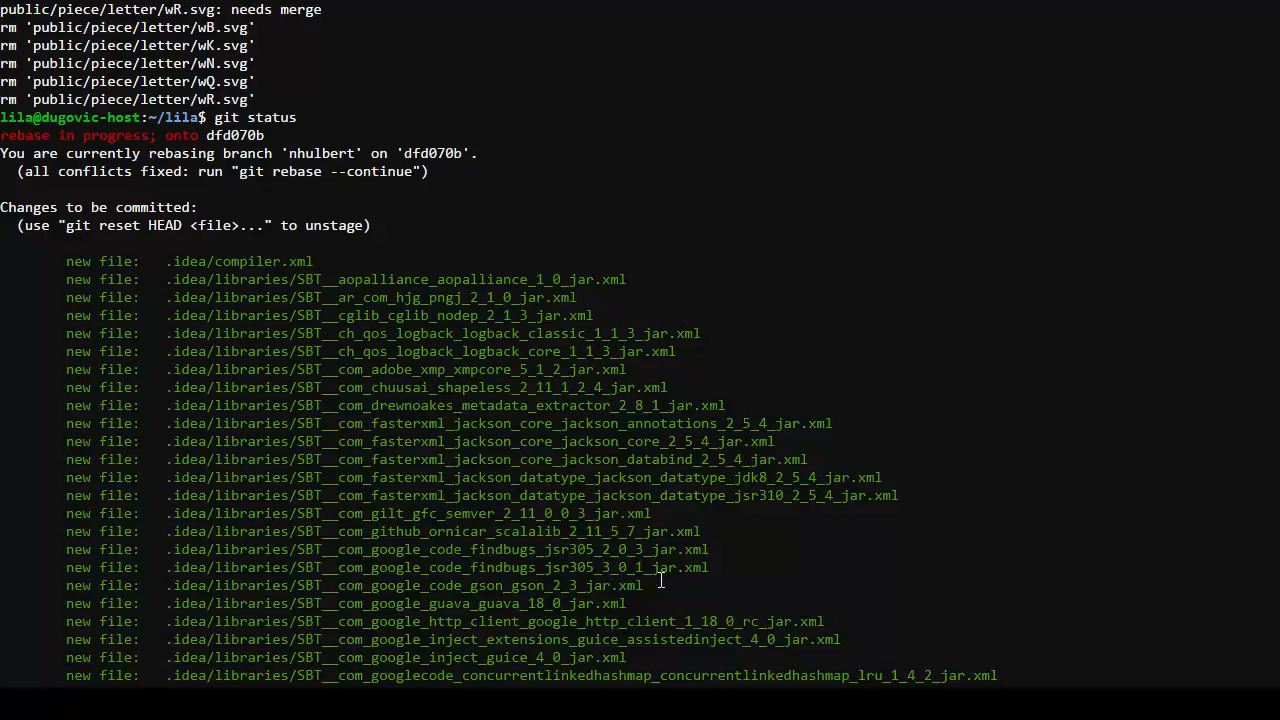 public/piece/letter/wR.svg: needs merge
rm 'public/piece/letter/wB.svg'
rm 'public/piece/letter/wK.svg'
rm 'public/piece/letter/wN.svg'
rm 'public/piece/letter/wQ.svg'
rm 'public/piece/letter/wR.svg'
lila@dugovic-host:~/lila$ git status
rebase in progress; onto dfd070b
You are currently rebasing branch 'nhulbert' on 'dfd070b'.
  (all conflicts fixed: run "git rebase --continue")
Changes to be committed:
  (use "git reset HEAD <file>..." to unstage)
new file:   .idea/compiler.xml
new file:   .idea/libraries/SBT__aopalliance_aopalliance_1_0_jar.xml
new file:   .idea/libraries/SBT__ar_com_hjg_pngj_2_1_0_jar.xml
new file:   .idea/libraries/SBT__cglib_cglib_nodep_2_1_3_jar.xml
new file:   .idea/libraries/SBT__ch_qos_logback_logback_classic_1_1_3_jar.xml
new file:   .idea/libraries/SBT__ch_qos_logback_logback_core_1_1_3_jar.xml
new file:   .idea/libraries/SBT__com_adobe_xmp_xmpcore_5_1_2_jar.xml
new file:   .idea/libraries/SBT__com_chuusai_shapeless_2_11_1_2_4_jar.xml
new file:   .idea/libraries/SBT__com_drewnoakes_metadata_extractor_2_8_1_jar.xml
new file:   .idea/libraries/SBT__com_fasterxml_jackson_core_jackson_annotations_2_5_4_jar.xml
new file:   .idea/libraries/SBT__com_fasterxml_jackson_core_jackson_core_2_5_4_jar.xml
new file:   .idea/libraries/SBT__com_fasterxml_jackson_core_jackson_databind_2_5_4_jar.xml
new file:   .idea/libraries/SBT__com_fasterxml_jackson_datatype_jackson_datatype_jdk8_2_5_4_jar.xml
new file:   .idea/libraries/SBT__com_fasterxml_jackson_datatype_jackson_datatype_jsr310_2_5_4_jar.xml
new file:   .idea/libraries/SBT__com_gilt_gfc_semver_2_11_0_0_3_jar.xml
new file:   .idea/libraries/SBT__com_github_ornicar_scalalib_2_11_5_7_jar.xml
new file:   .idea/libraries/SBT__com_google_code_findbugs_jsr305_2_0_3_jar.xml
new file:   .idea/libraries/SBT__com_google_code_findbugs_jsr305_3_0_1_jar.xml
new file:   .idea/libraries/SBT__com_google_code_gson_gson_2_3_jar.xml
new file:   .idea/libraries/SBT__com_google_guava_guava_18_0_jar.xml
new file:   .idea/libraries/SBT__com_google_http_client_google_http_client_1_18_0_rc_jar.xml
new file:   .idea/libraries/SBT__com_google_inject_extensions_guice_assistedinject_4_0_jar.xml
new file:   .idea/libraries/SBT__com_google_inject_guice_4_0_jar.xml
new file:   .idea/libraries/SBT__com_googlecode_concurrentlinkedhashmap_concurrentlinkedhashmap_lru_1_4_2_jar.xml